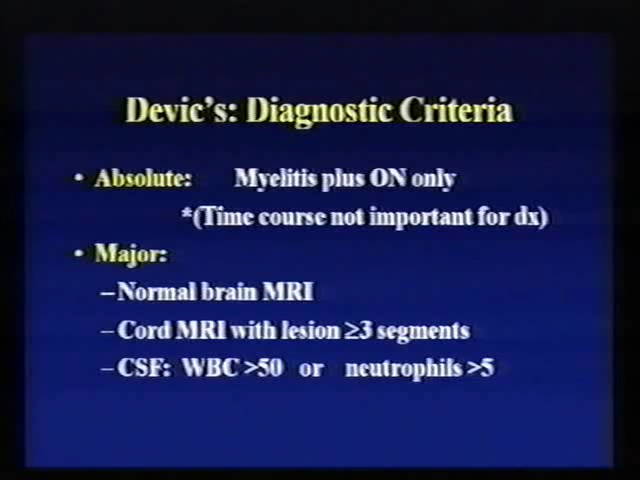 Devic's: Diagnostic Criteria
• Absolute: Myelitis plus ON only
*(Time course not important for dx)
• Major:
– Normal brain MRI
– Cord MRI with lesion ≥3 segments
– CSF: WBC >50 or neutrophils >5